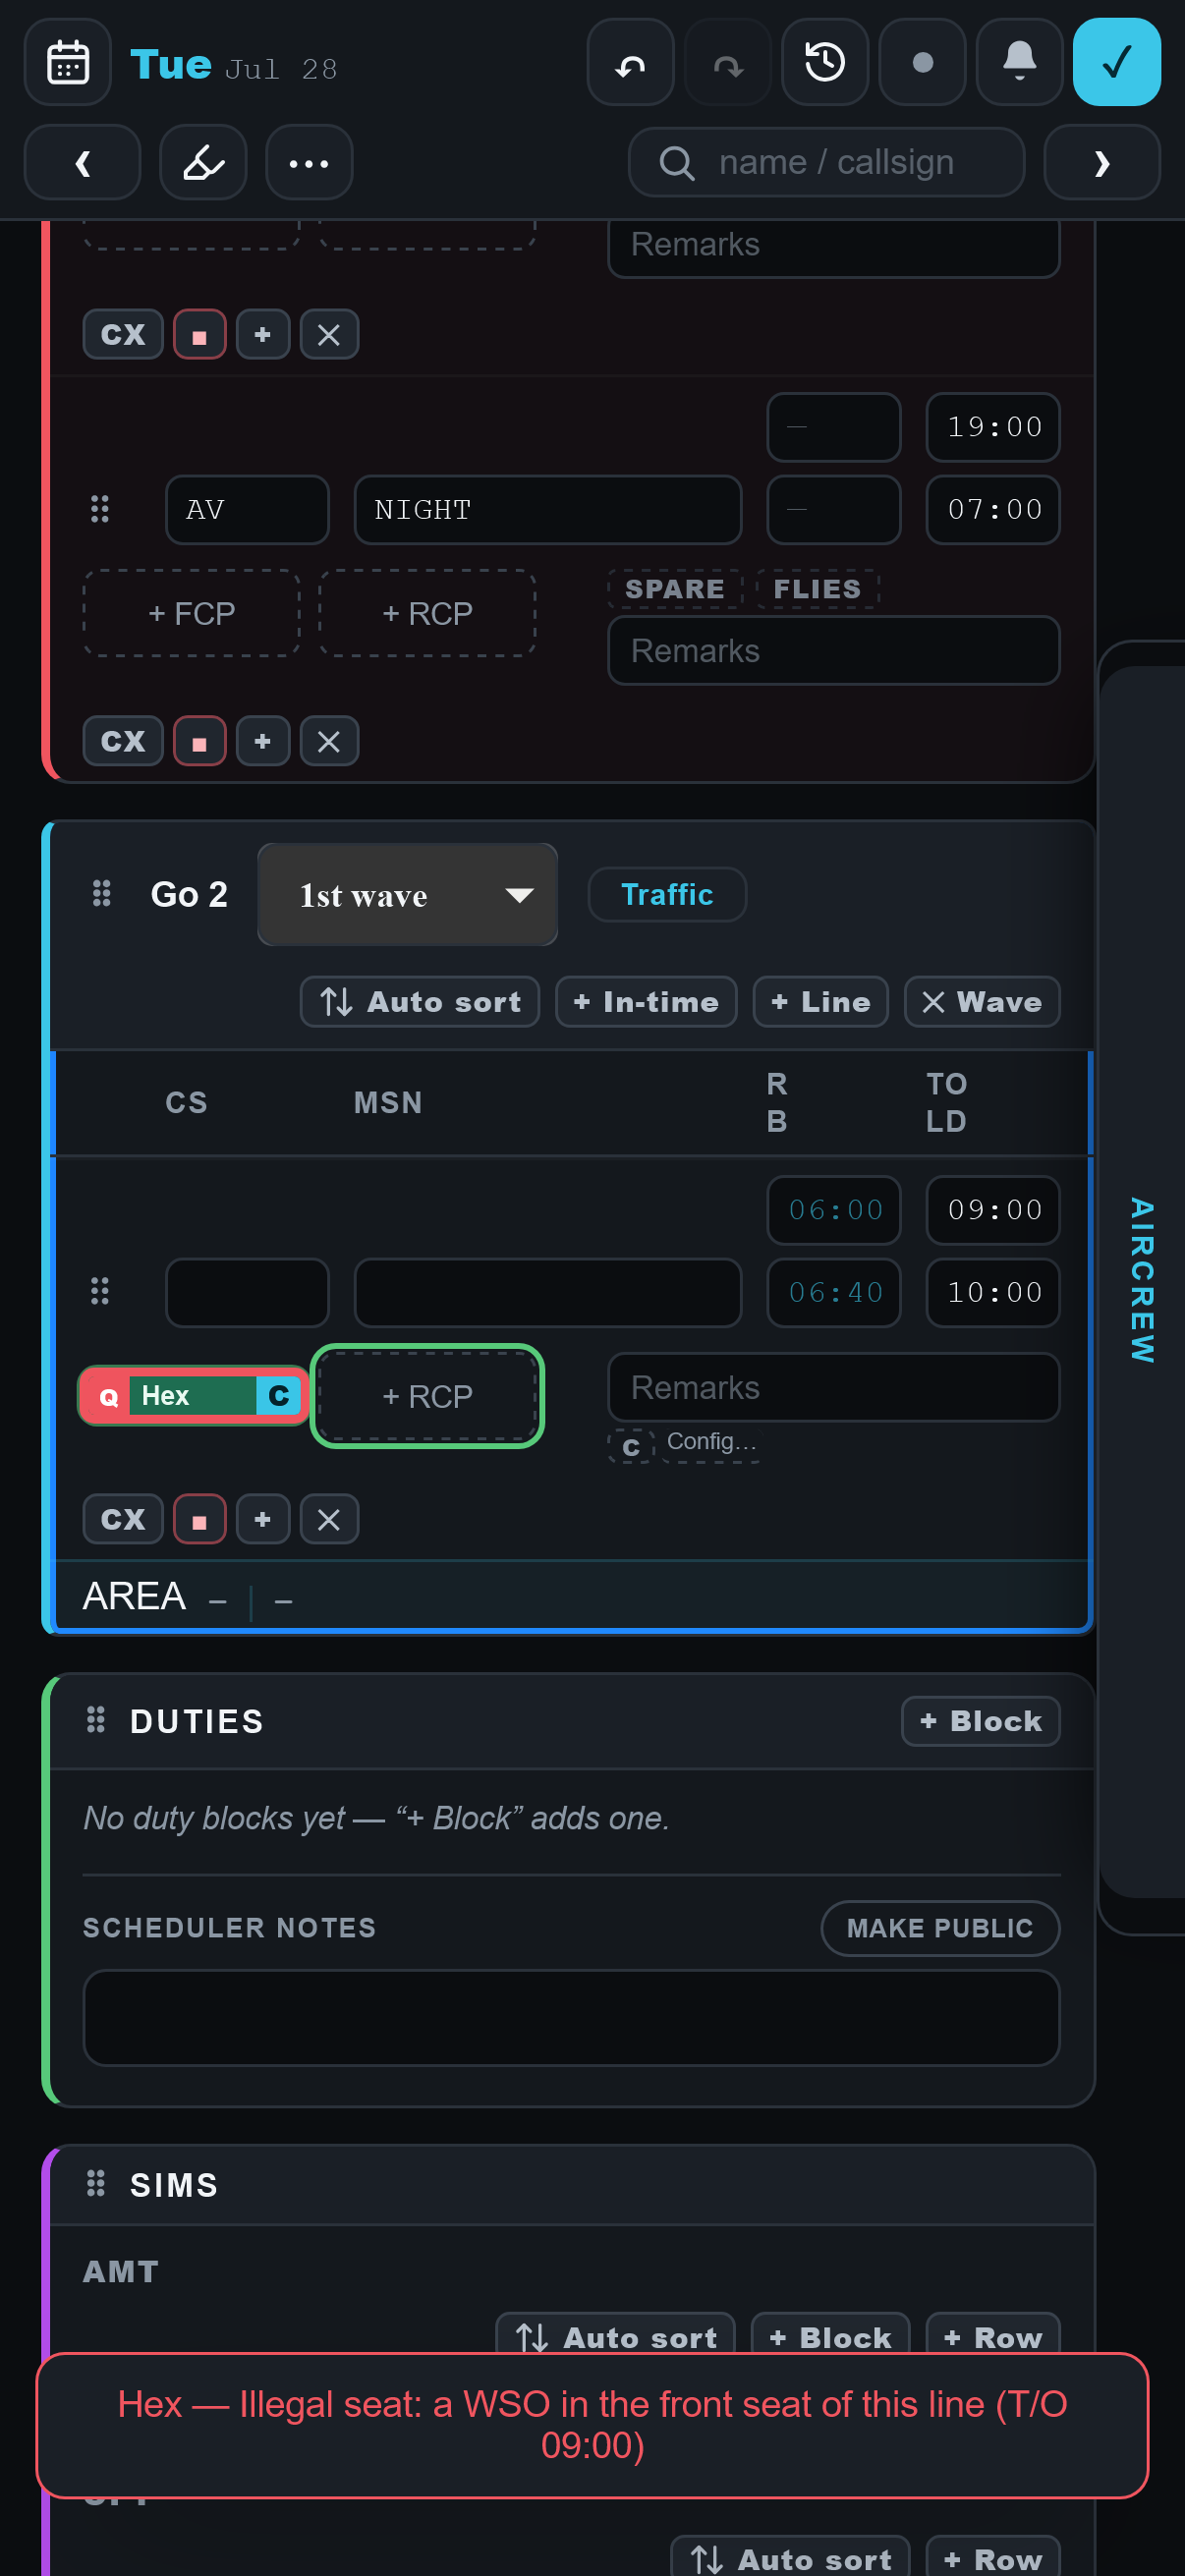 Tue Jul 28
name / callsign
Remarks
CX
+
19:00
AV
NIGHT
07:00
+ FCP
+ RCP
SPARE
FLIES
Remarks
CX
+
Go 2
1st wave
Traffic
Auto sort
+ In-time
+ Line
Wave
CS
MSN
R
B
TO
LD
06:00
09:00
06:40
10:00
Q
Hex
C
+ RCP
Remarks
C
Config...
CX
+
AREA – | –
AIRCREW
DUTIES
+ Block
No duty blocks yet — “+ Block” adds one.
SCHEDULER NOTES
MAKE PUBLIC
SIMS
AMT
Auto sort
+ Block
+ Row
Hex — Illegal seat: a WSO in the front seat of this line (T/O
09:00)
Auto sort
+ Row